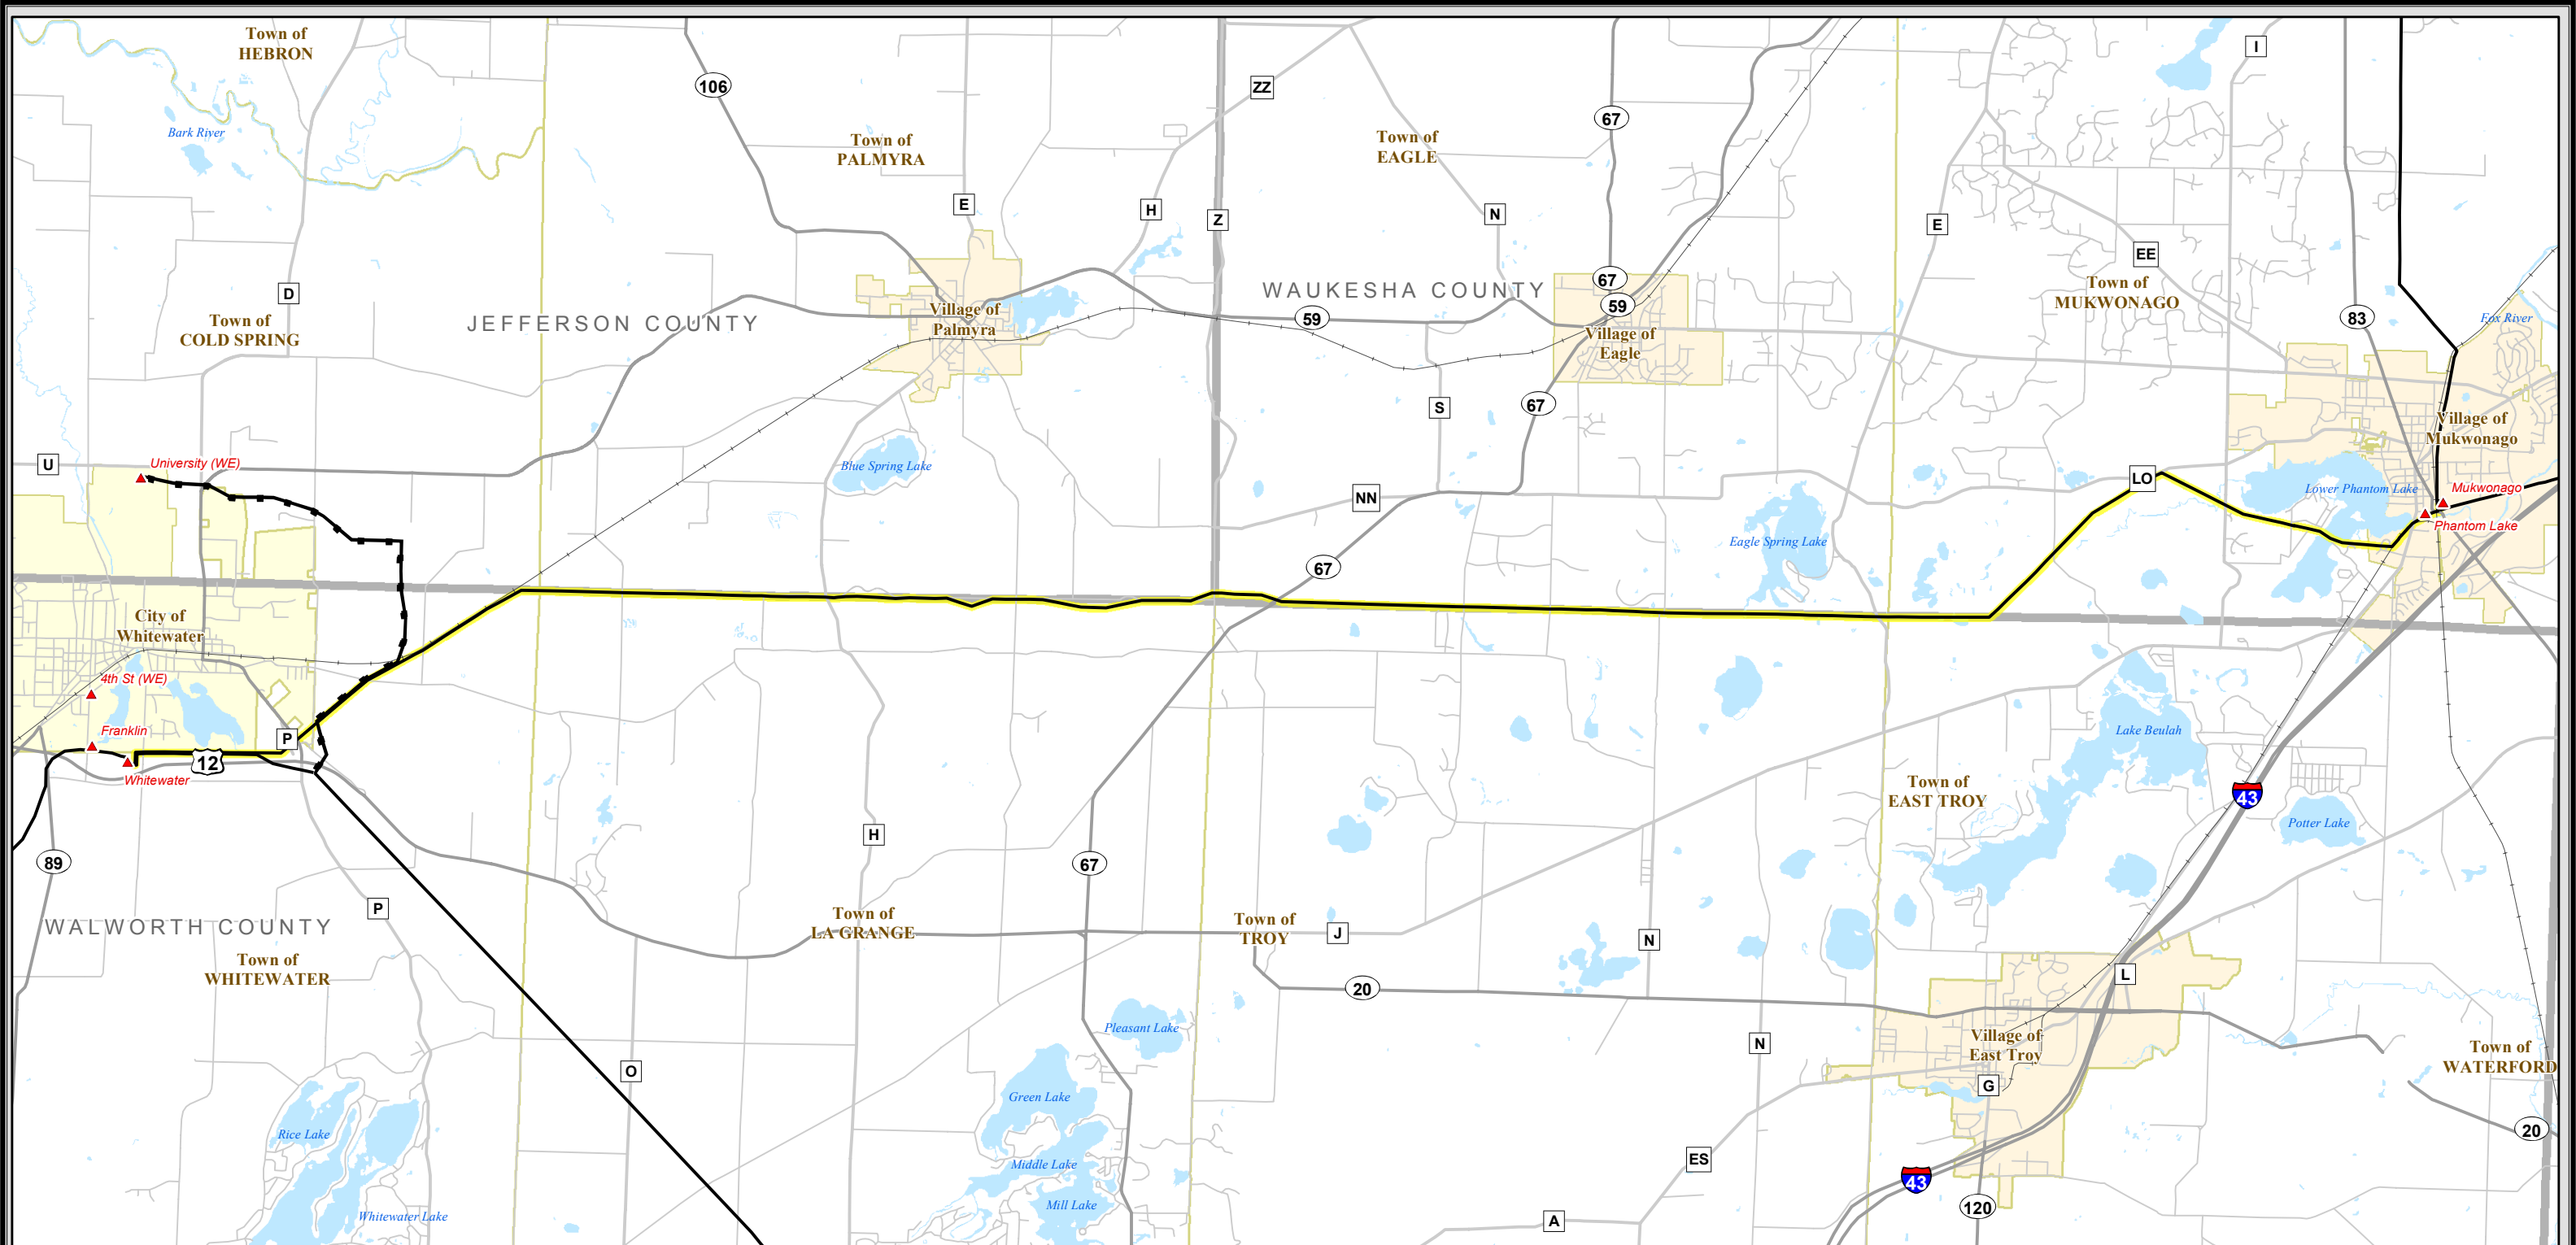 Town of
HEBRON
I
106
ZZ
67
Bark River
Town of
PALMYRA
Town of
EAGLE
E
H
N
Z
E
EE
D
67
WAUKESHA COUNTY
Town of
MUKWONAGO
59
Village of
Palmyra
59
83
Fox River
Town of
COLD SPRING
JEFFERSON COUNTY
Village of
Eagle
S
67
Village of
Mukwonago
U
University (WE)
Blue Spring Lake
NN
LO
Lower Phantom Lake
Mukwonago
Phantom Lake
Eagle Spring Lake
67
City of
Whitewater
4th St (WE)
Franklin
P
12
Whitewater
Lake Beulah
Town of
EAST TROY
43
Potter Lake
89
H
67
P
WALWORTH COUNTY
Town of
LA GRANGE
Town of
TROY
J
N
Town of
WHITEWATER
L
20
Pleasant Lake
N
Village of
East Troy
Town of
WATERFORD
O
G
Green Lake
Rice Lake
20
Middle Lake
ES
43
Mill Lake
120
Whitewater Lake
A